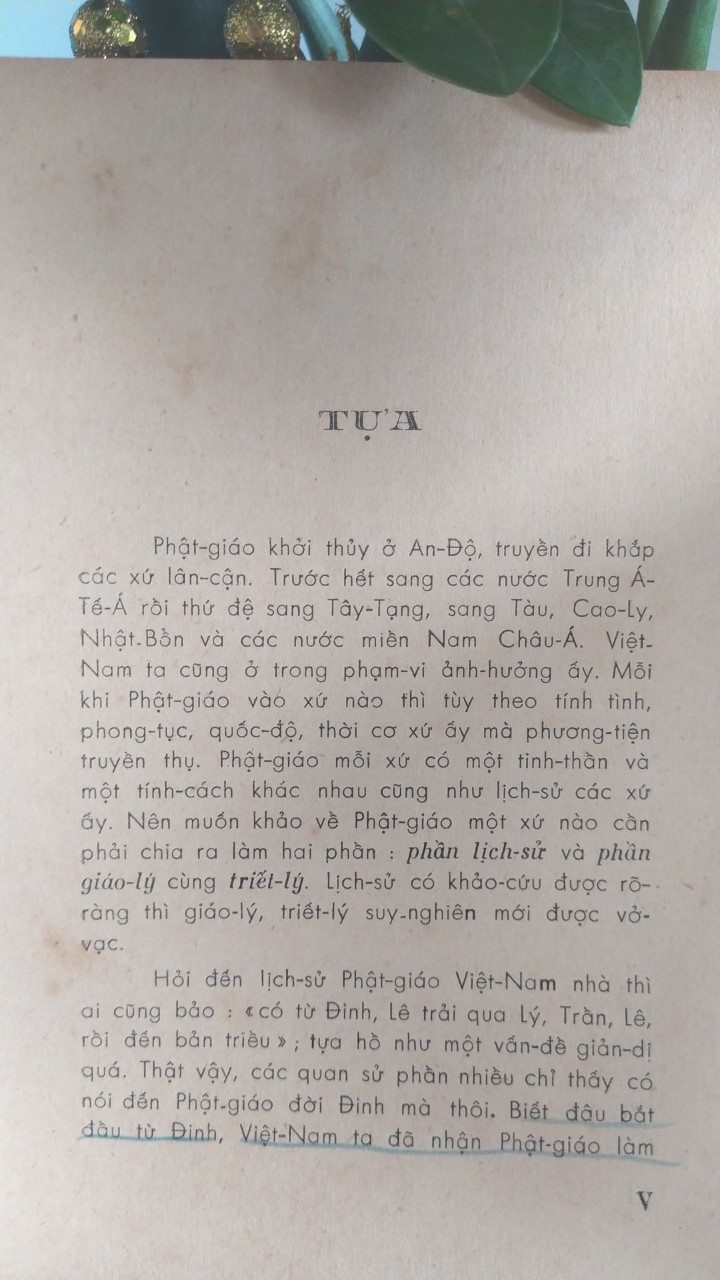 TỰA
Phật-giáo khởi thủy ở An-Độ, truyền đi khắp
các xứ lân-cận. Trước hết sang các nước Trung Á-
Tế-Á rồi thứ đệ sang Tây-Tạng, sang Tàu, Cao-Ly,
Nhật-Bổn và các nước miền Nam Châu-Á. Việt-
Nam ta cũng ở trong phạm-vi ảnh-hưởng ấy. Mỗi
khi Phật-giáo vào xứ nào thì tùy theo tính tình,
phong-tục, quốc-độ, thời cơ xứ ấy mà phương-tiện
truyền thụ. Phật-giáo mỗi xứ có một tinh-thần và
một tính-cách khác nhau cũng như lịch-sử các xứ
ấy. Nên muốn khảo về Phật-giáo một xứ nào cần
phải chia ra làm hai phần : phần lịch-sử và phần
giáo-lý cùng triết-lý. Lịch-sử có khảo-cứu được rõ-
ràng thì giáo-lý, triết-lý suy-nghiên mới được vở-
vạc.
Hỏi đến lịch-sử Phật-giáo Việt-Nam nhà thì
ai cũng bảo : « có từ Đinh, Lê trải qua Lý, Trần, Lê,
rồi đến bản triều » ; tựa hồ như một vấn-đề giản-dị
quá. Thật vậy, các quan sử phần nhiều chỉ thấy có
nói đến Phật-giáo đời Đinh mà thôi. Biết đâu bắt
đầu từ Đinh, Việt-Nam ta đã nhận Phật-giáo làm
V